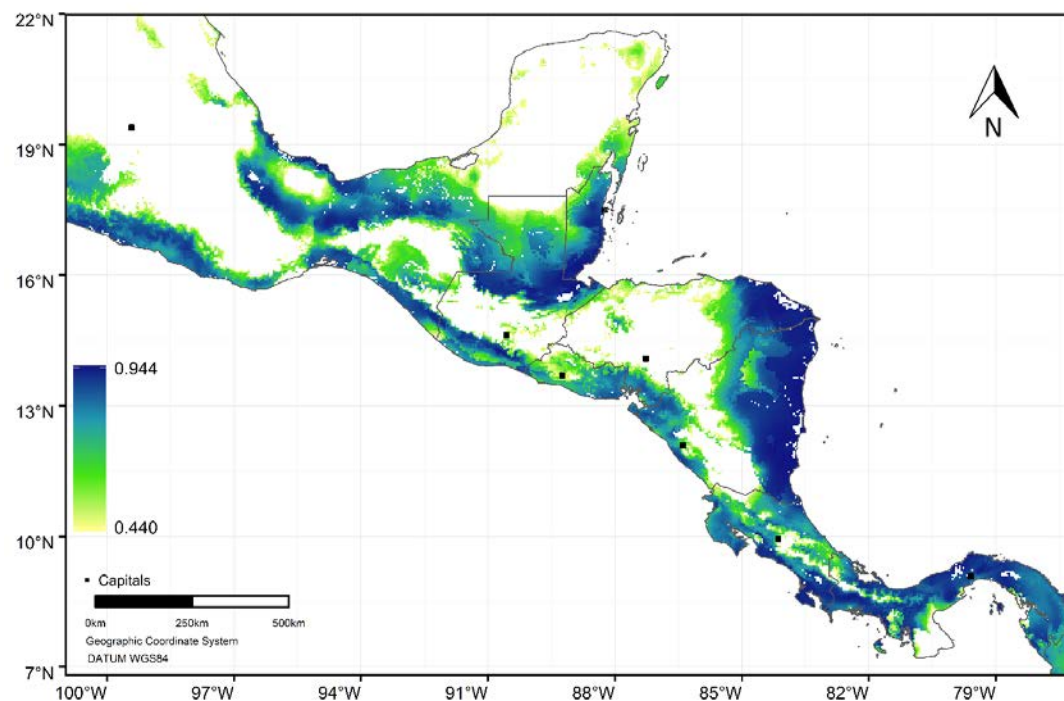 22°N
19°N
16°N
13°N
10°N
7°N
N
0.944
0.440
Capitals
0km 250km 500km
Geographic Coordinate System
DATUM WGS84
100°W 97°W 94°W 91°W 88°W 85°W 82°W 79°W